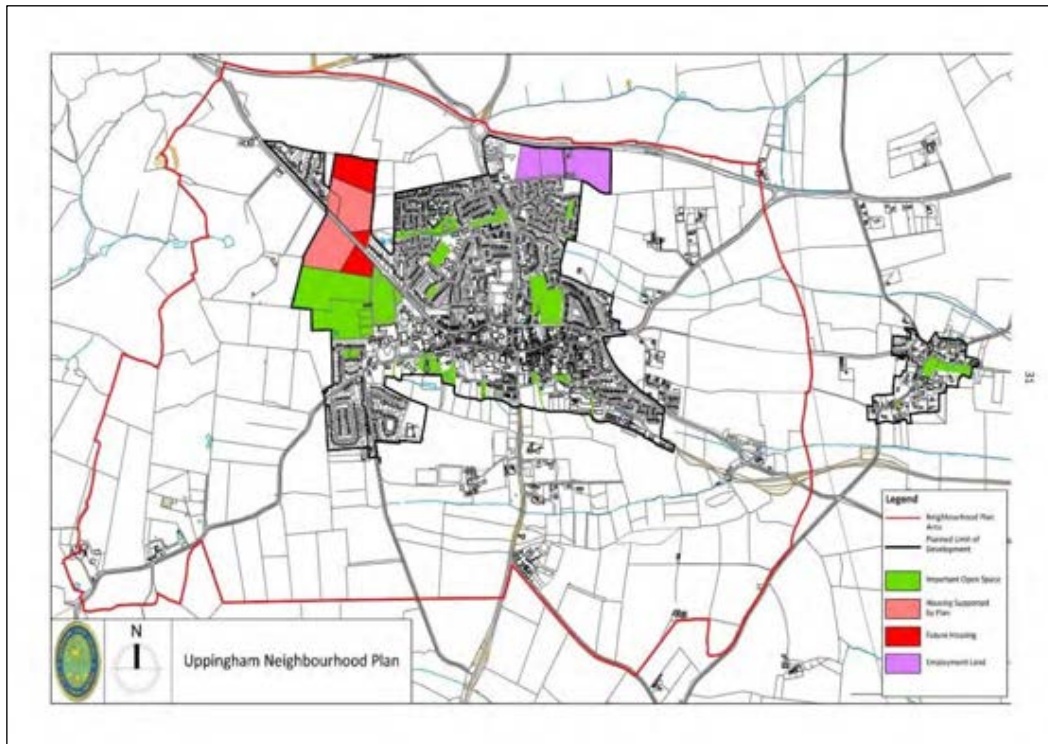 31
Legend
Neighbourhood Plan
Area
Planned Limit of
Development
Important Open Space
Housing Supported
by Plan
Future Housing
Employment Land
N
Uppingham Neighbourhood Plan